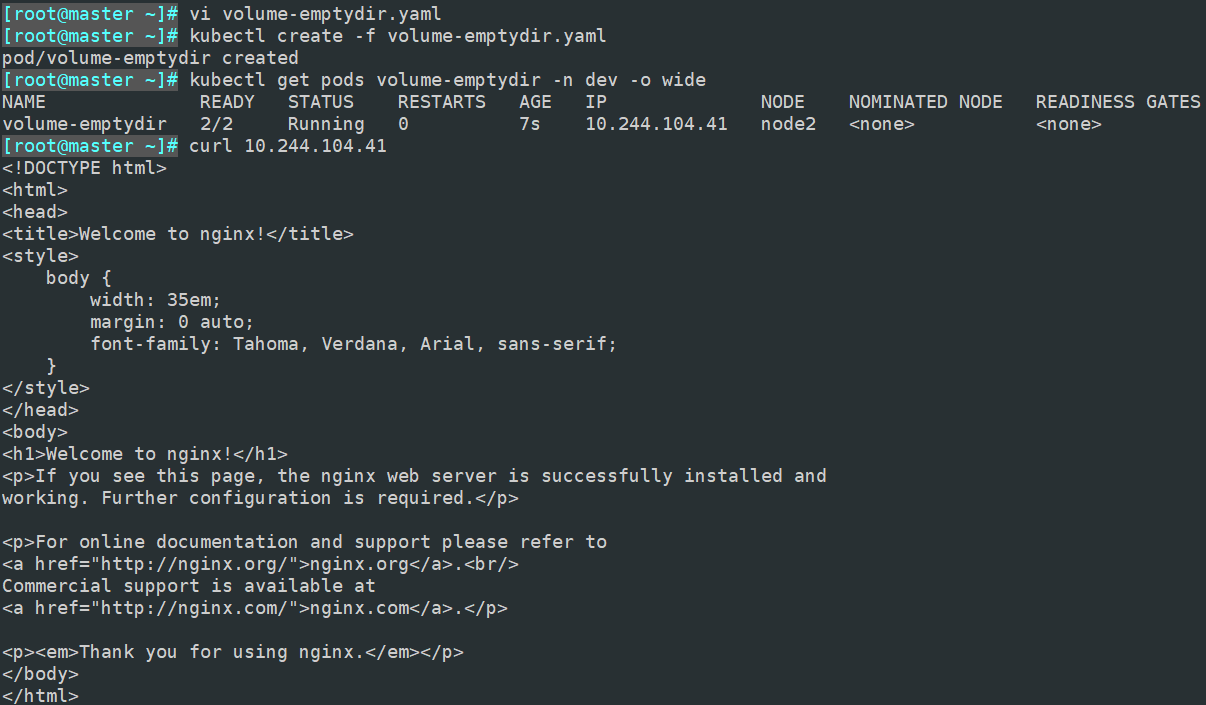 [root@master ~]# vi volume-emptydir.yaml
[root@master ~]# kubectl create -f volume-emptydir.yaml
pod/volume-emptydir created
[root@master ~]# kubectl get pods volume-emptydir -n dev -o wide
NAME              READY   STATUS    RESTARTS   AGE   IP              NODE    NOMINATED NODE   READINESS GATES
volume-emptydir   2/2     Running   0          7s    10.244.104.41   node2   <none>           <none>
[root@master ~]# curl 10.244.104.41
<!DOCTYPE html>
<html>
<head>
<title>Welcome to nginx!</title>
<style>
    body {
        width: 35em;
        margin: 0 auto;
        font-family: Tahoma, Verdana, Arial, sans-serif;
    }
</style>
</head>
<body>
<h1>Welcome to nginx!</h1>
<p>If you see this page, the nginx web server is successfully installed and
working. Further configuration is required.</p>

<p>For online documentation and support please refer to
<a href="http://nginx.org/">nginx.org</a>.<br/>
Commercial support is available at
<a href="http://nginx.com/">nginx.com</a>.</p>

<p><em>Thank you for using nginx.</em></p>
</body>
</html>